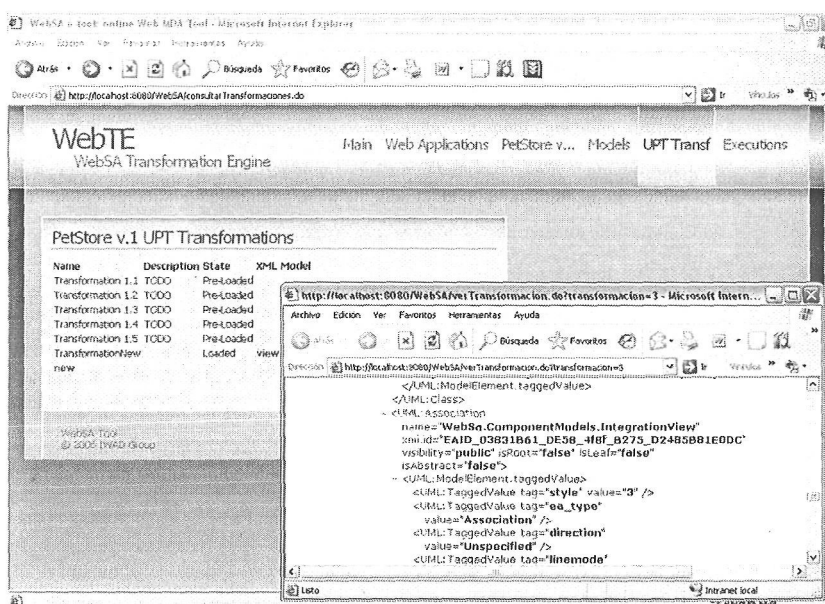 WebSA e-tool: online Web MDA Tool - Microsoft Internet Explorer
Archivo Edición Ver Favoritos Herramientas Ayuda
Atrás Búsqueda Favoritos
Dirección http://localhost:8080/WebSA/consultarTransformaciones.do Ir Vínculos »
WebTE
WebSA Transformation Engine
Main Web Applications PetStore v... Models UPT Transf Executions
PetStore v.1 UPT Transformations
Name Description State XML Model
Transformation 1.1 TODO Pre-Loaded
Transformation 1.2 TODO Pre-Loaded
Transformation 1.3 TODO Pre-Loaded
Transformation 1.4 TODO Pre-Loaded
Transformation 1.5 TODO Pre-Loaded
TransformationNew Loaded view
new
WebSA Tool
© 2005 IWAD Group
http://localhost:8080/WebSA/verTransformacion.do?transformacion=3 - Microsoft Intern...
Archivo Edición Ver Favoritos Herramientas Ayuda
Atrás Búsqueda Favoritos
Dirección http://localhost:8080/WebSA/verTransformacion.do?transformacion=3 Ir Vínculos »
</UML:ModelElement.taggedValue>
</UML:Class>
- <UML:Association
name="WebSa.ComponentModels.IntegrationView"
xmi.id="EAID_03B31B61_DE58_4f8f_B275_D24B5B81E0DC"
visibility="public" isRoot="false" isLeaf="false"
isAbstract="false">
- <UML:ModelElement.taggedValue>
<UML:TaggedValue tag="style" value="3" />
<UML:TaggedValue tag="ea_type"
value="Association" />
<UML:TaggedValue tag="direction"
value="Unspecified" />
<UML:TaggedValue tag="linemode"
Listo Intranet local